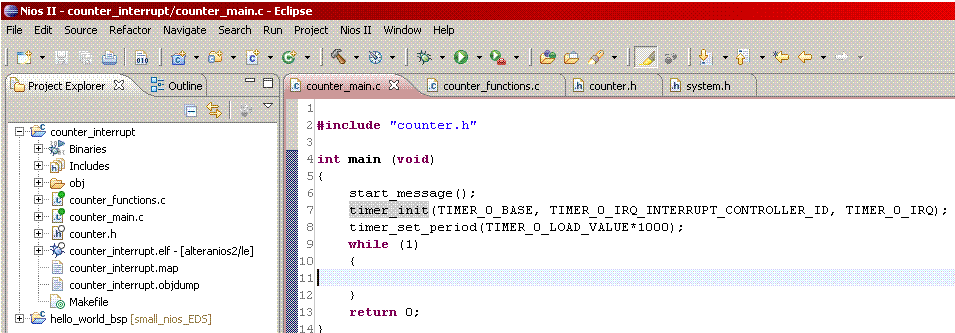 Nios II - counter_interrupt/counter_main.c - Eclipse
File Edit Source Refactor Navigate Search Run Project Nios II Window Help
010
Project Explorer Outline
counter_main.c counter_functions.c counter.h system.h
counter_interrupt
Binaries
Includes
obj
counter_functions.c
counter_main.c
counter.h
counter_interrupt.elf - [alteranios2/le]
counter_interrupt.map
counter_interrupt.objdump
Makefile
hello_world_bsp [small_nios_EDS]
1
2 #include "counter.h"
3
4 int main (void)
5 {
6 start_message();
7 timer_init(TIMER_0_BASE, TIMER_0_IRQ_INTERRUPT_CONTROLLER_ID, TIMER_0_IRQ);
8 timer_set_period(TIMER_0_LOAD_VALUE*1000);
9 while (1)
10 {
11
12 }
13 return 0;
14 }